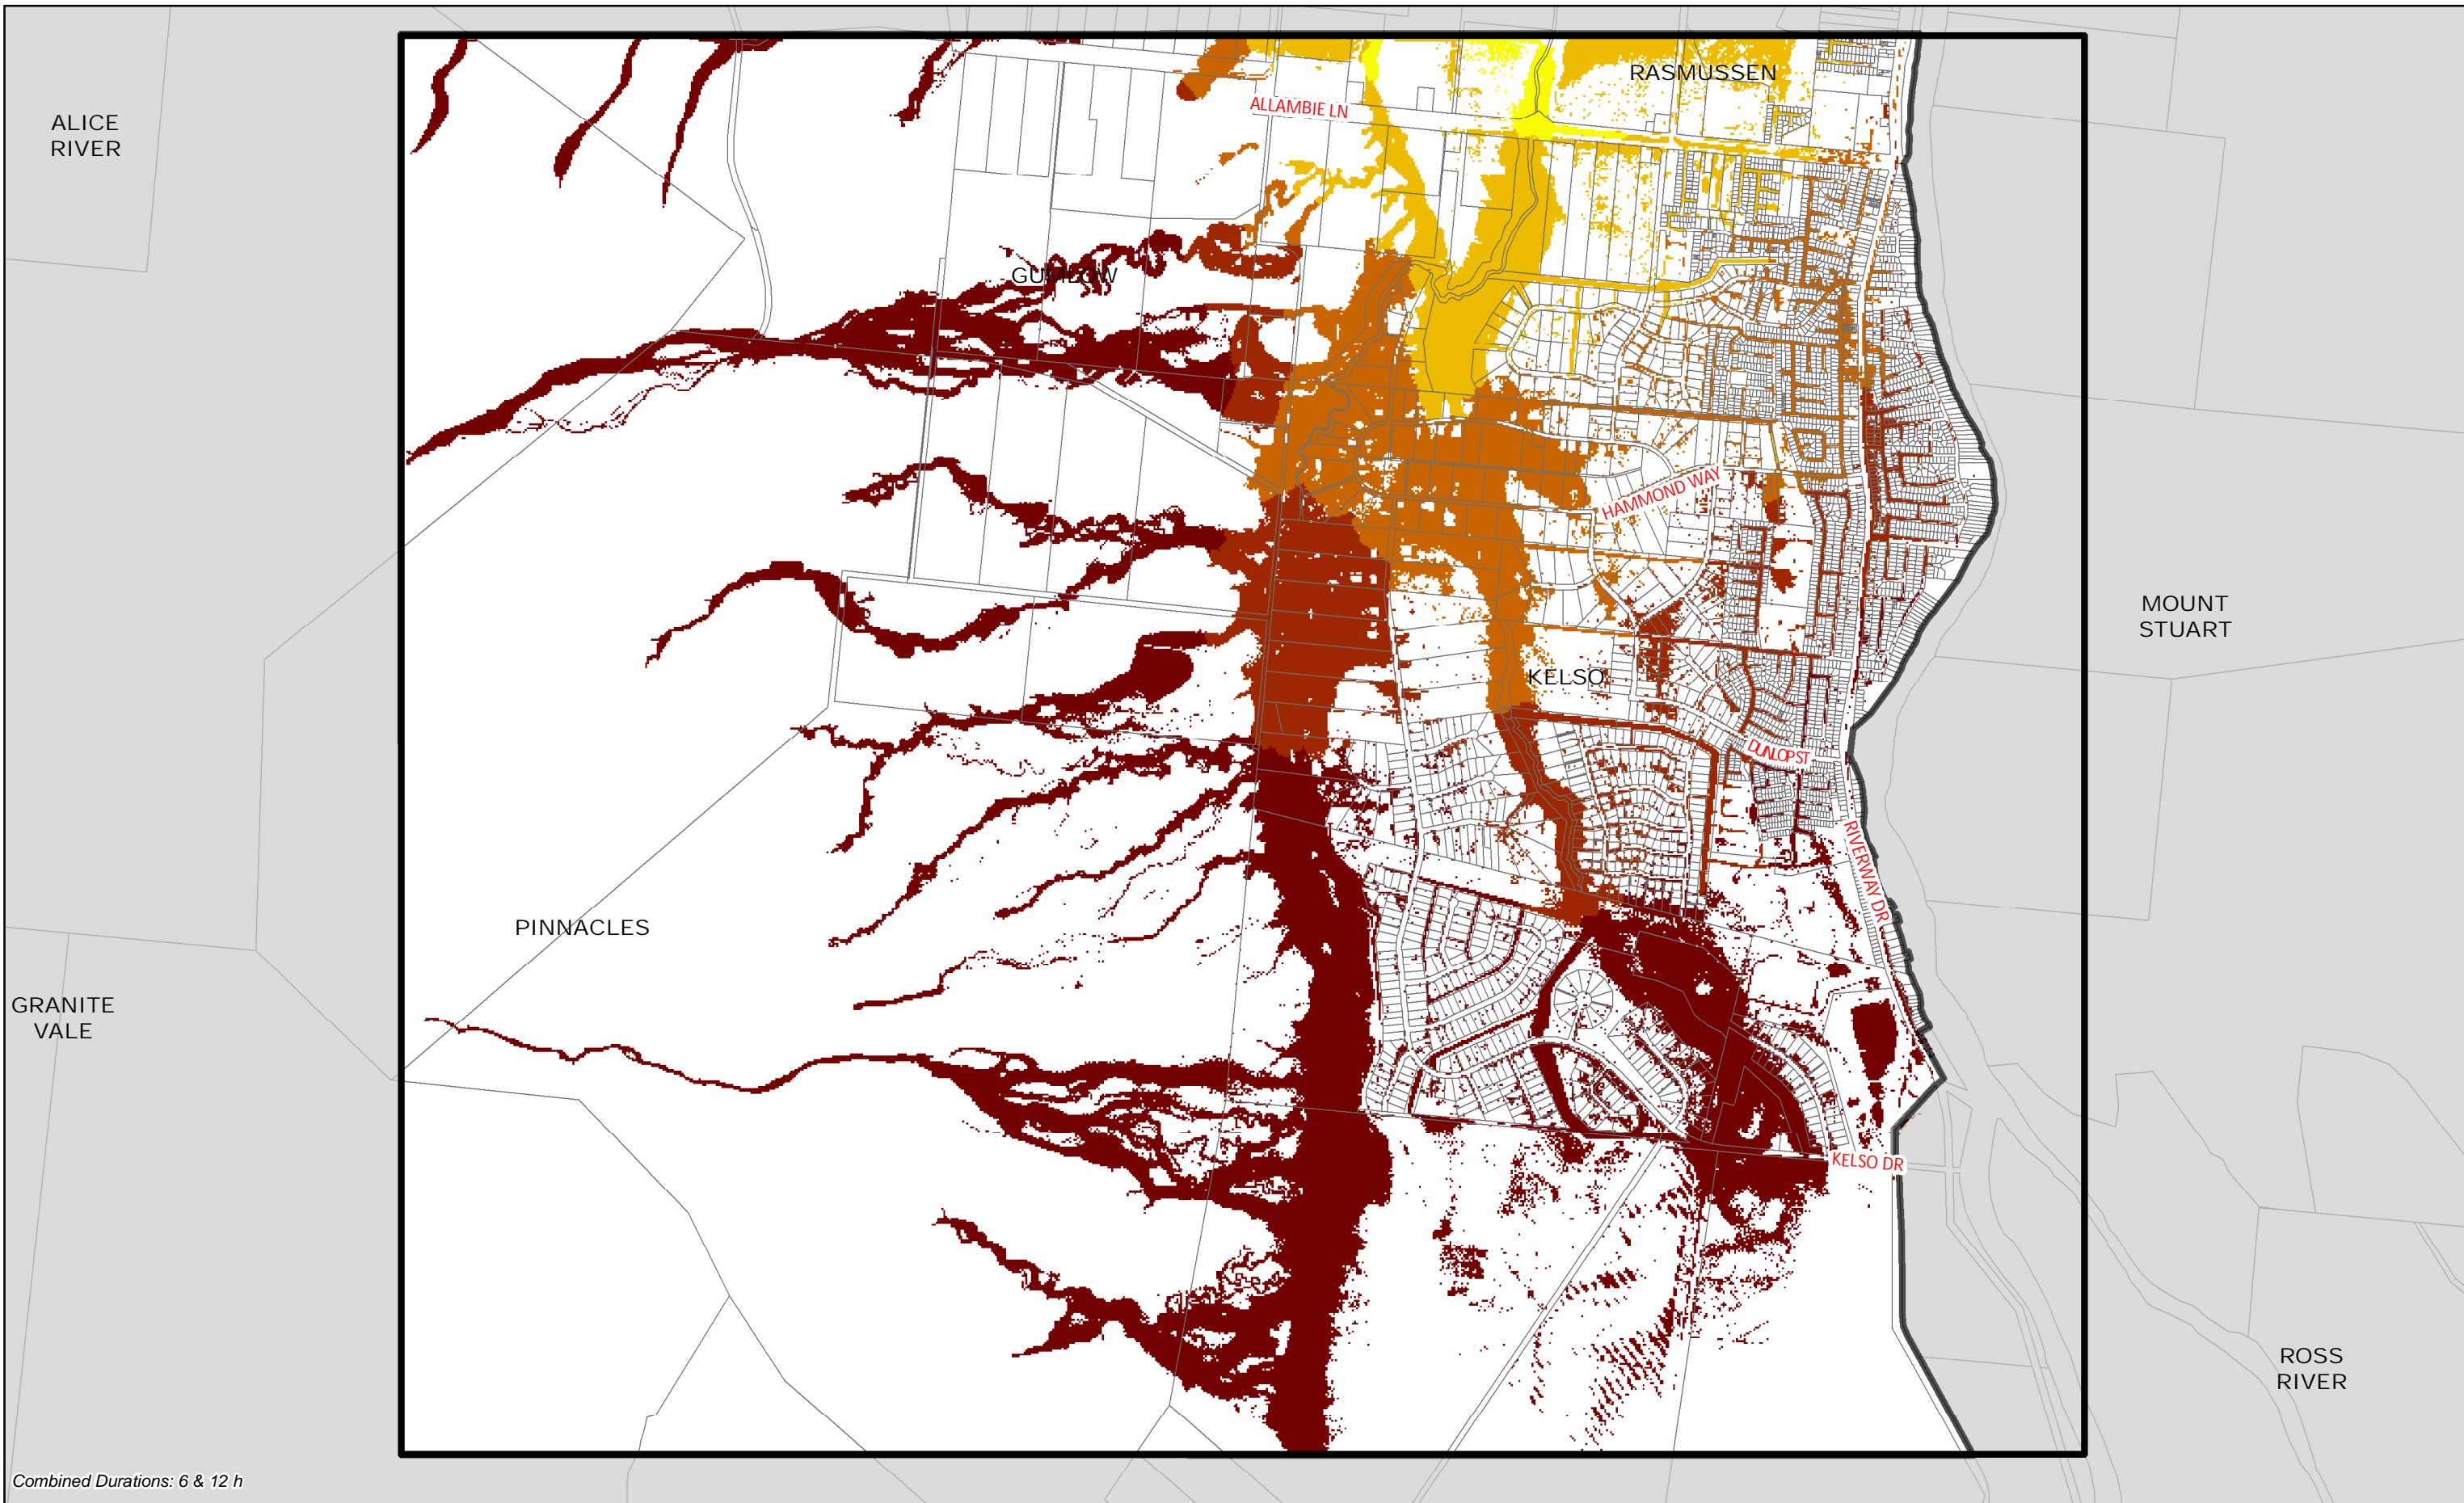 RASMUSSEN
ALLAMBIE LN
ALICE
RIVER
GUMLOW
HAMMOND WAY
MOUNT
STUART
KELSO
DUNLOP ST
RIVERWAY DR
PINNACLES
GRANITE
VALE
KELSO DR
ROSS
RIVER
Combined Durations: 6 & 12 h